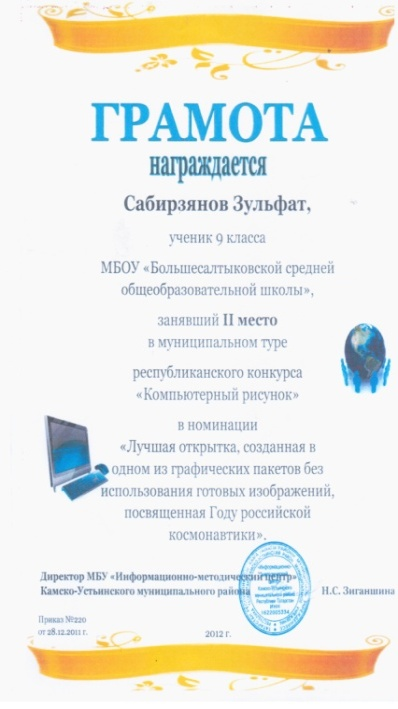 ГРАМОТА
награждается
Сабирзянов Зульфат,
ученик 9 класса
МБОУ «Большесалтыковской средней
общеобразовательной школы»,
занявший II место
в муниципальном туре
республиканского конкурса
«Компьютерный рисунок»
в номинации
«Лучшая открытка, созданная в
одном из графических пакетов без
использования готовых изображений,
посвященная Году российской
космонавтики».
Директор МБУ «Информационно-методический центр»
Камско-Устьинского муниципального района Н.С. Зиганшина
Приказ №220
от 28.12.2011 г.
2012 г.